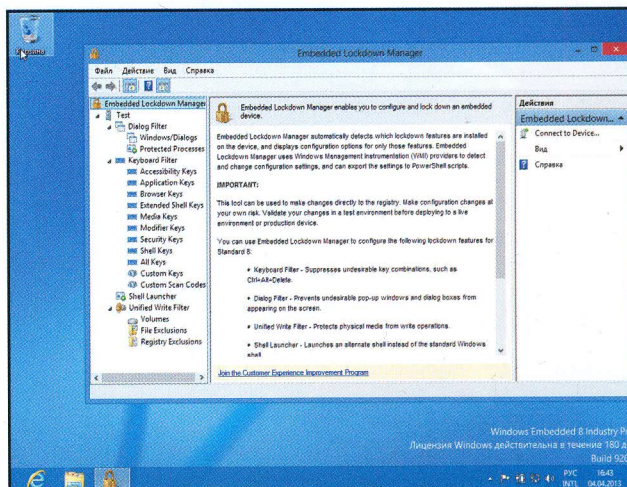 Корзина
Embedded Lockdown Manager
Файл Действие Вид Справка
Embedded Lockdown Manager
Test
Dialog Filter
Windows/Dialogs
Protected Processes
Keyboard Filter
Accessibility Keys
Application Keys
Browser Keys
Extended Shell Keys
Media Keys
Modifier Keys
Security Keys
Shell Keys
All Keys
Custom Keys
Custom Scan Codes
Shell Launcher
Unified Write Filter
Volumes
File Exclusions
Registry Exclusions
Embedded Lockdown Manager enables you to configure and lock down an embedded
device.
Embedded Lockdown Manager automatically detects which lockdown features are installed
on the device, and displays configuration options for only those features. Embedded
Lockdown Manager uses Windows Management Instrumentation (WMI) providers to detect
and change configuration settings, and can export the settings to PowerShell scripts.
IMPORTANT:
This tool can be used to make changes directly to the registry. Make configuration changes at
your own risk. Validate your changes in a test environment before deploying to a live
environment or production device.
You can use Embedded Lockdown Manager to configure the following lockdown features for
Standard 8:
• Keyboard Filter - Suppresses undesirable key combinations, such as
Ctrl+Alt+Delete.
• Dialog Filter - Prevents undesirable pop-up windows and dialog boxes from
appearing on the screen.
• Unified Write Filter - Protects physical media from write operations.
• Shell Launcher - Launches an alternate shell instead of the standard Windows
shell
Join the Customer Experience Improvement Program
Действия
Embedded Lockdown...
Connect to Device...
Вид
Справка
Windows Embedded 8 Industry Pr
Лицензия Windows действительна в течение 180 д
Build 920
РУС 16:43
INTL 04.04.2013